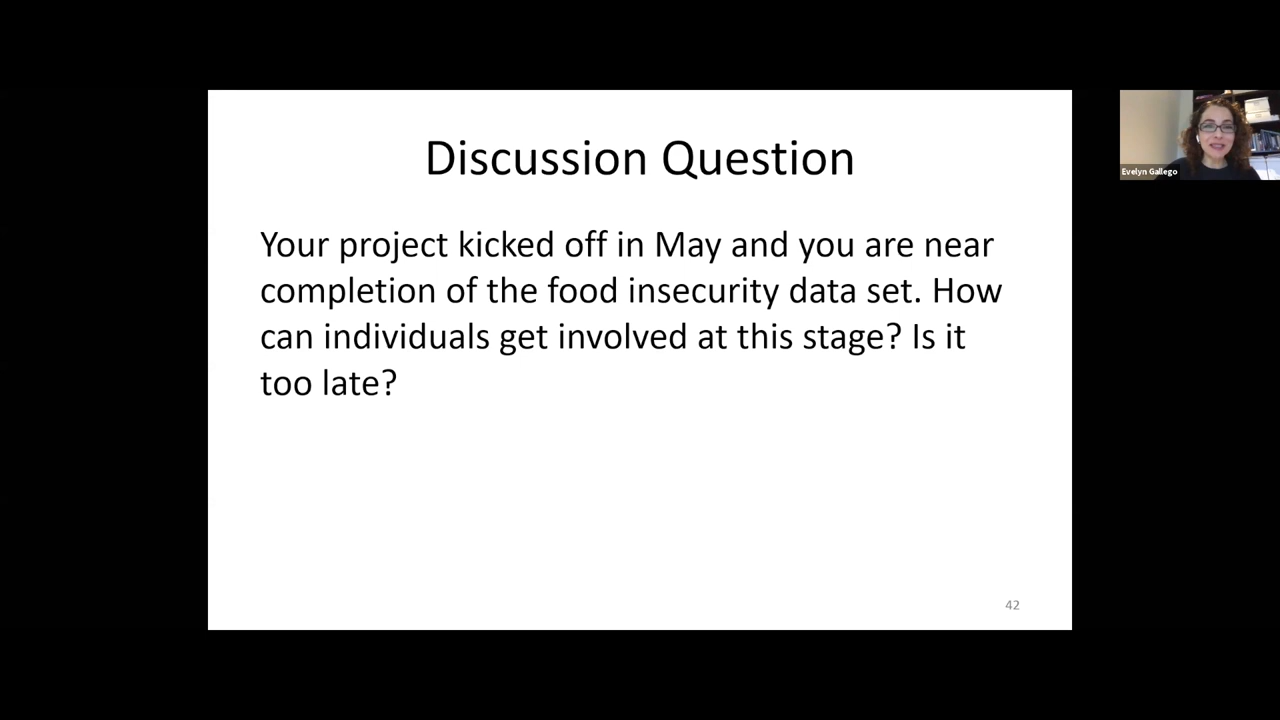 Discussion Question
Your project kicked off in May and you are near
completion of the food insecurity data set. How
can individuals get involved at this stage? Is it
too late?
42
Evelyn Gallego